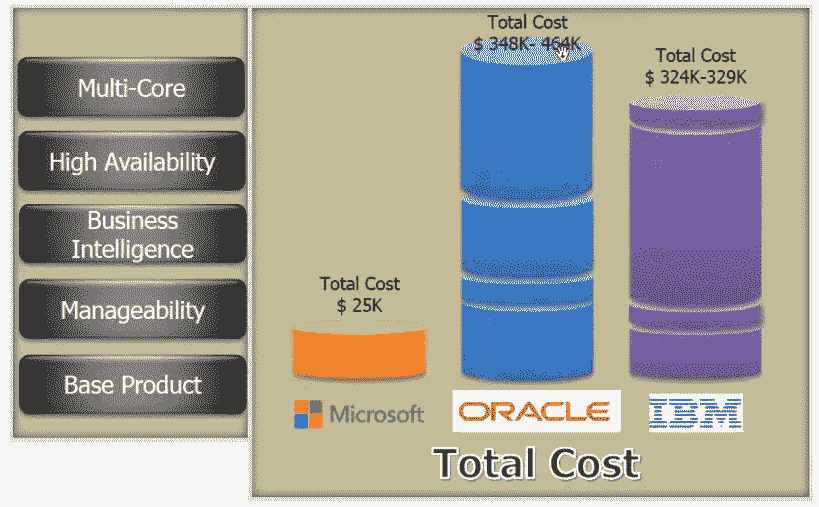 Multi-Core
High Availability
Business
Intelligence
Manageability
Base Product
Total Cost
$ 348K- 464K
Total Cost
$ 324K-329K
Total Cost
$ 25K
Microsoft
ORACLE
IBM
Total Cost